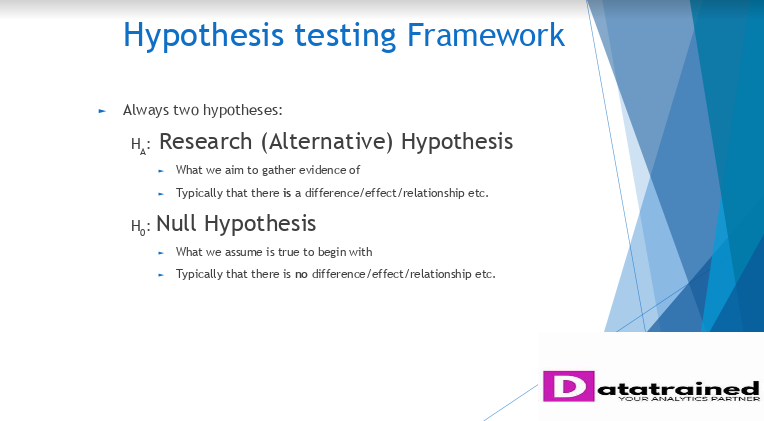 Hypothesis testing Framework
► Always two hypotheses:
HA: Research (Alternative) Hypothesis
► What we aim to gather evidence of
► Typically that there is a difference/effect/relationship etc.
H0: Null Hypothesis
► What we assume is true to begin with
► Typically that there is no difference/effect/relationship etc.
Datatrained
YOUR ANALYTICS PARTNER